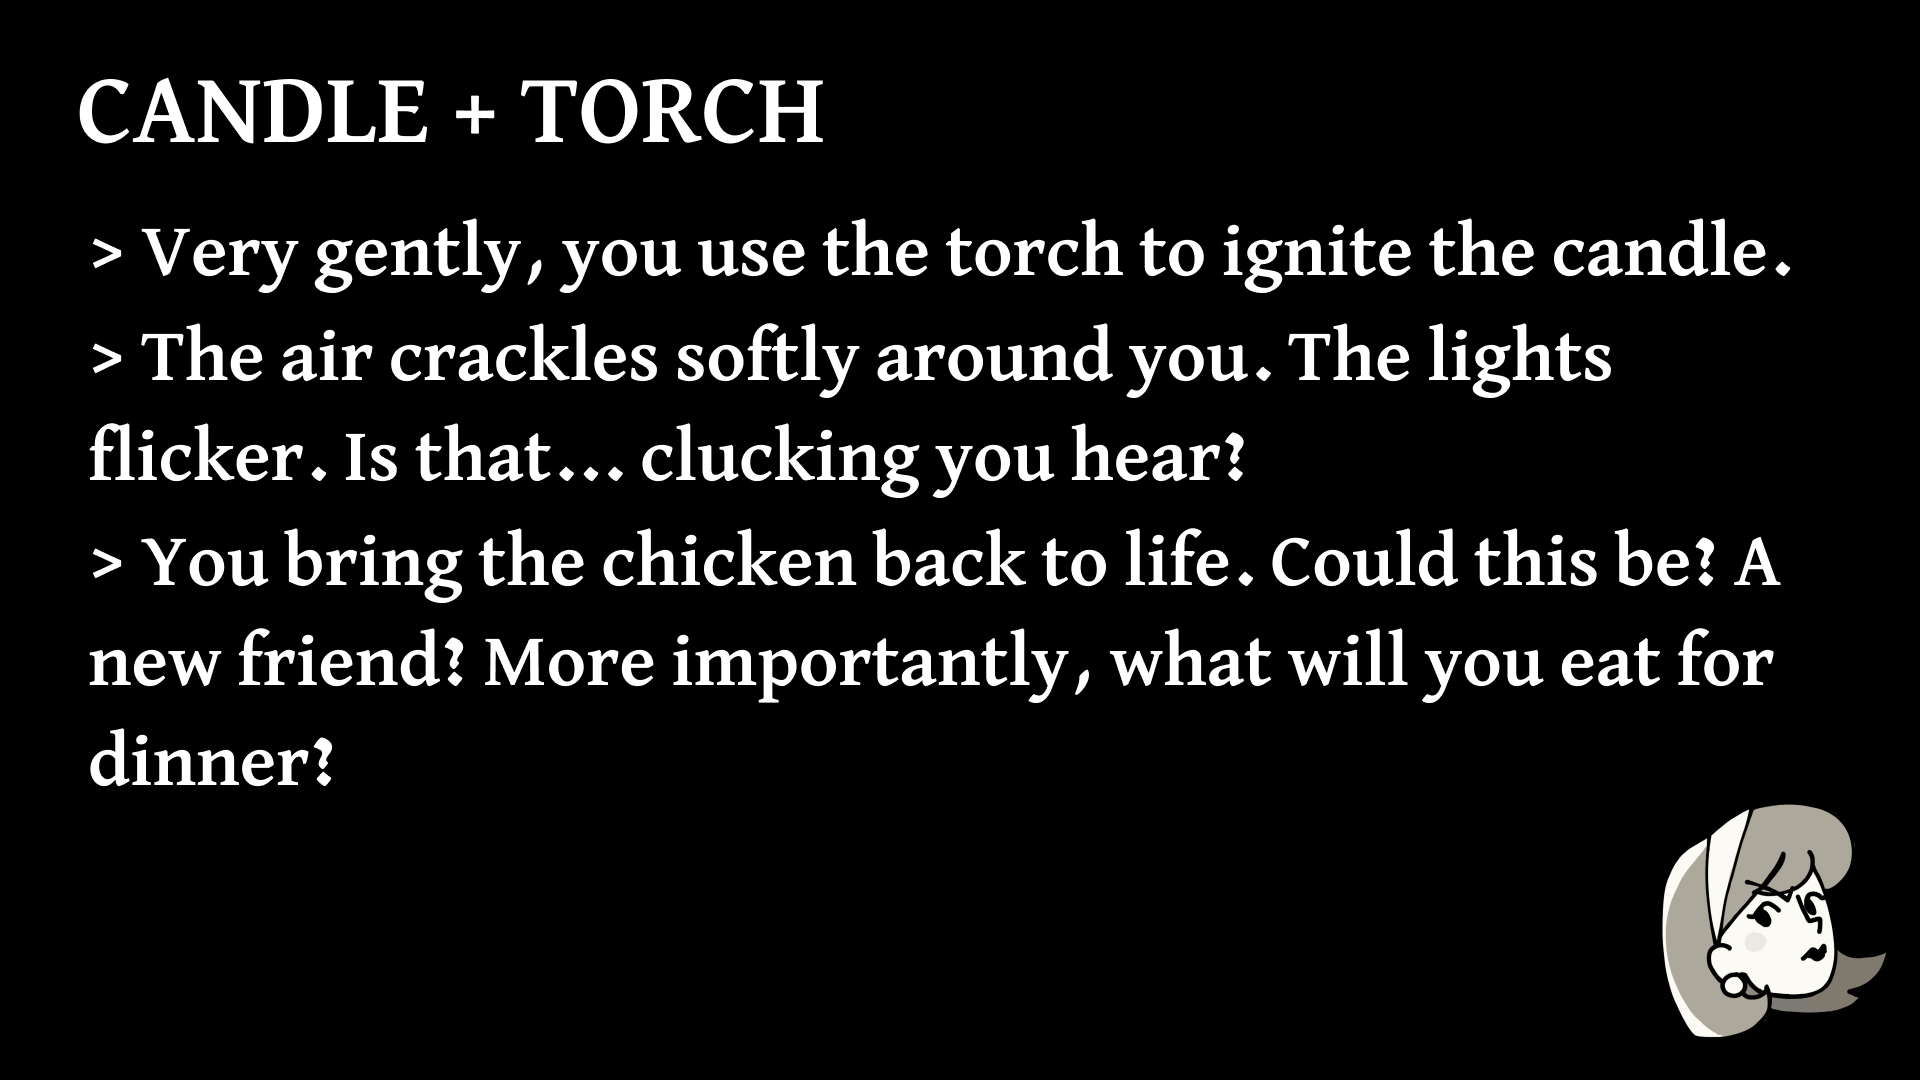 CANDLE + TORCH
> Very gently, you use the torch to ignite the candle.
> The air crackles softly around you. The lights
flicker. Is that... clucking you hear?
> You bring the chicken back to life. Could this be? A
new friend? More importantly, what will you eat for
dinner?